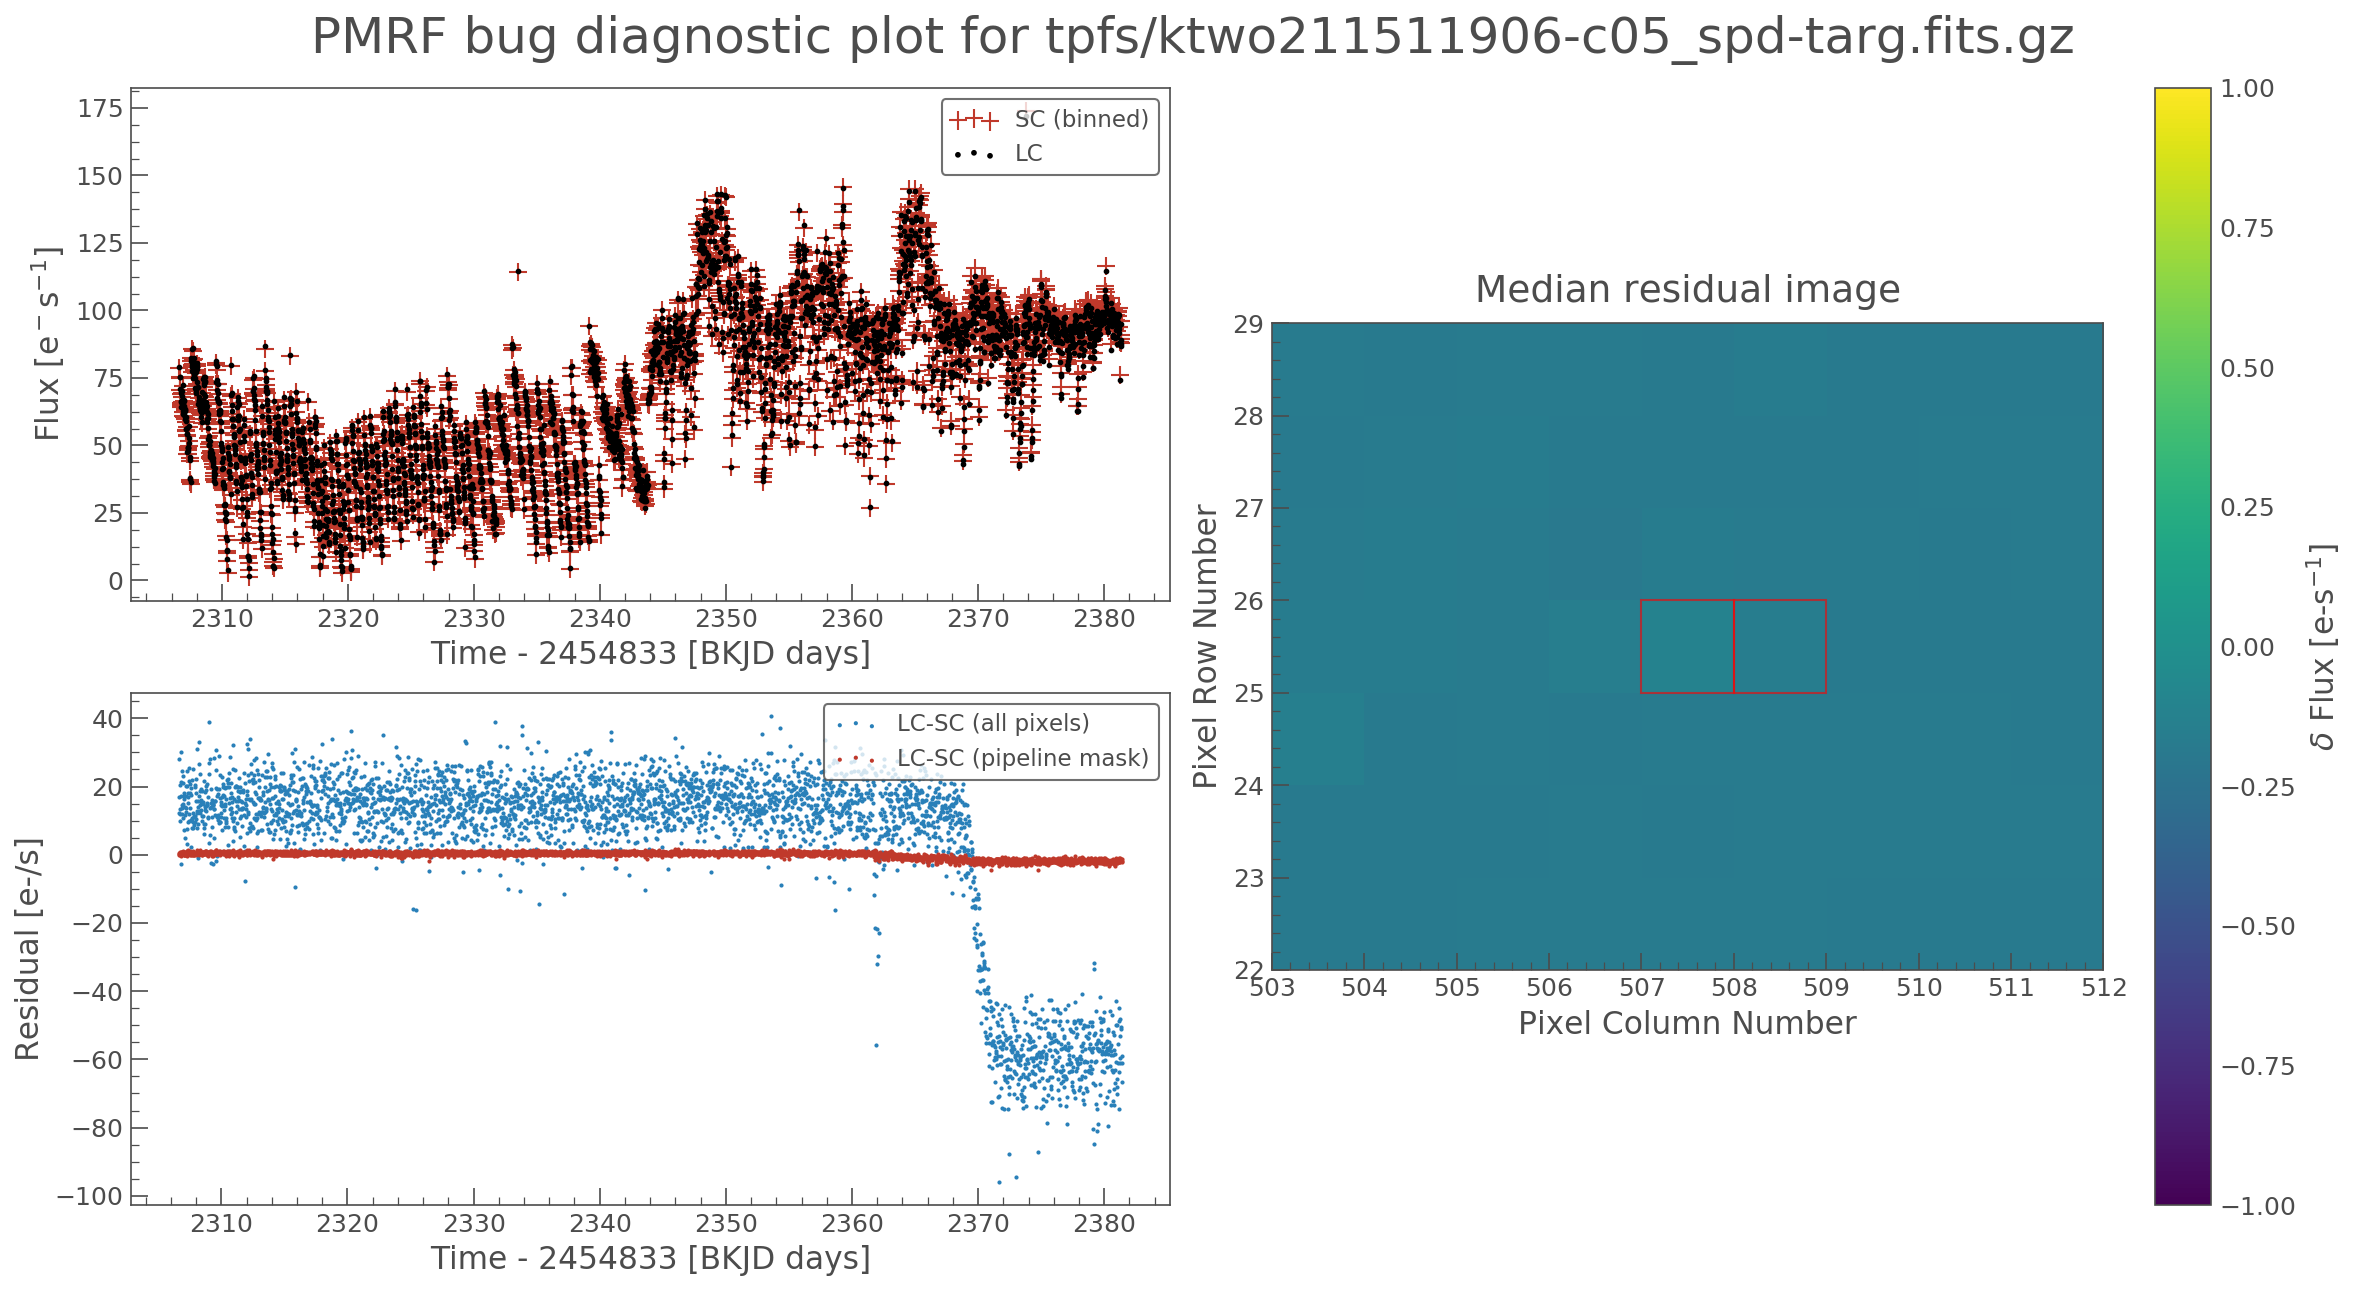 PMRF bug diagnostic plot for tpfs/ktwo211511906-c05_spd-targ.fits.gz
175
150
125
100
75
50
25
0
Flux [e⁻ s⁻¹]
SC (binned)
LC
2310 2320 2330 2340 2350 2360 2370 2380
Time - 2454833 [BKJD days]
40
20
0
−20
−40
−60
−80
−100
Residual [e-/s]
LC-SC (all pixels)
LC-SC (pipeline mask)
2310 2320 2330 2340 2350 2360 2370 2380
Time - 2454833 [BKJD days]
Median residual image
29
28
27
26
25
24
23
22
Pixel Row Number
503 504 505 506 507 508 509 510 511 512
Pixel Column Number
1.00
0.75
0.50
0.25
0.00
−0.25
−0.50
−0.75
−1.00
δ Flux [e-s⁻¹]